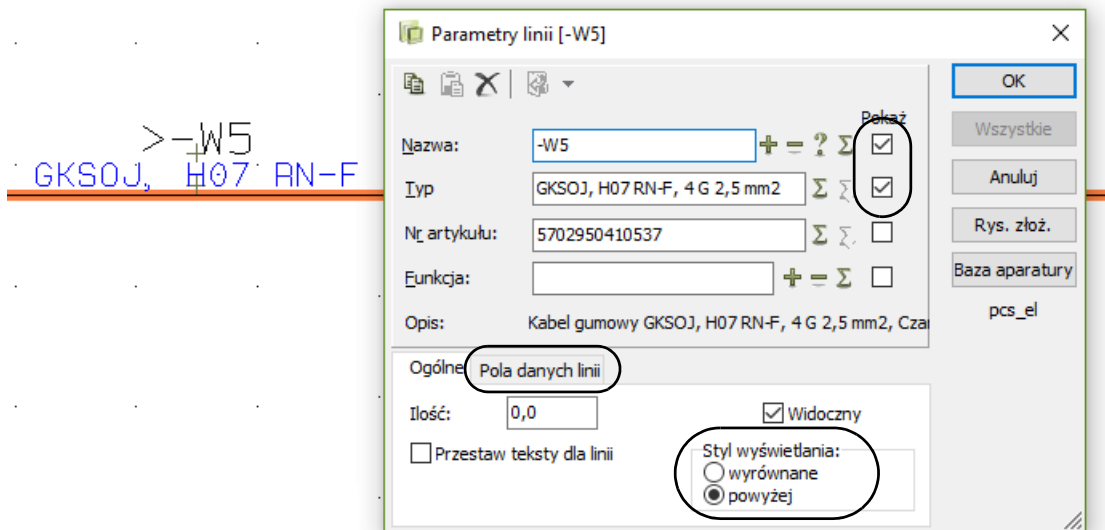 >-W5
GKSOJ, H07 RN-F
Parametry linii [-W5]
Pokaż
Nazwa: -W5
Typ GKSOJ, H07 RN-F, 4 G 2,5 mm2
Nr artykułu: 5702950410537
Funkcja:
Opis: Kabel gumowy GKSOJ, H07 RN-F, 4 G 2,5 mm2, Czar
OK
Wszystkie
Anuluj
Rys. złoż.
Baza aparatury
pcs_el
Ogólne Pola danych linii
Ilość: 0,0
Widoczny
Przestaw teksty dla linii
Styl wyświetlania:
wyrównane
powyżej